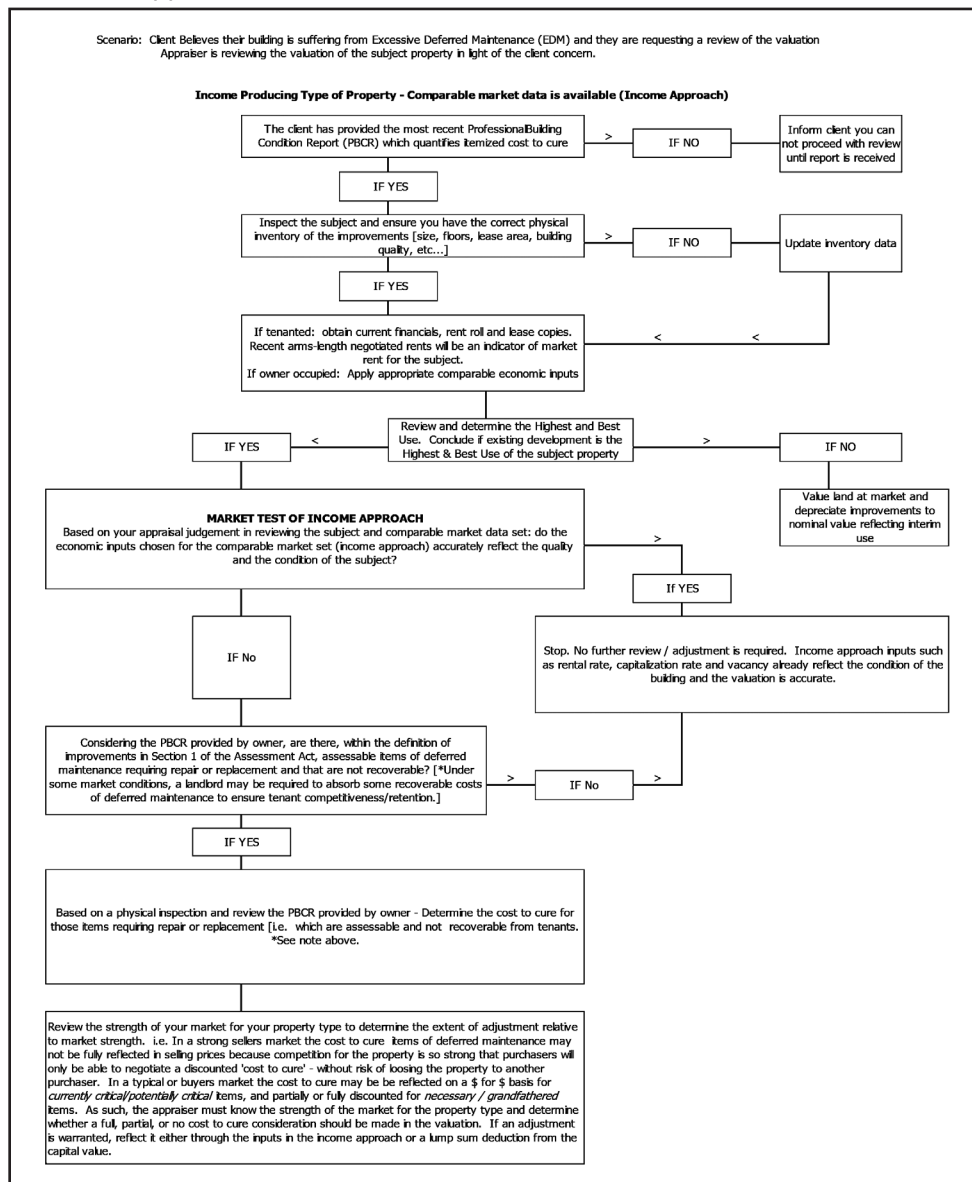 Scenario: Client Believes their building is suffering from Excessive Deferred Maintenance (EDM) and they are requesting a review of the valuation
Appraiser is reviewing the valuation of the subject property in light of the client concern.
Income Producing Type of Property - Comparable market data is available (Income Approach)
The client has provided the most recent ProfessionalBuilding
Condition Report (PBCR) which quantifies itemized cost to cure
>
IF NO
Inform client you can
not proceed with review
until report is received
IF YES
Inspect the subject and ensure you have the correct physical
inventory of the improvements [size, floors, lease area, building
quality, etc...]
>
IF NO
Update inventory data
IF YES
If tenanted: obtain current financials, rent roll and lease copies.
Recent arms-length negotiated rents will be an indicator of market
rent for the subject.
If owner occupied: Apply appropriate comparable economic inputs
<
<
Review and determine the Highest and Best
Use. Conclude if existing development is the
Highest & Best Use of the subject property
<
IF YES
>
IF NO
Value land at market and
depreciate improvements to
nominal value reflecting interim
use
MARKET TEST OF INCOME APPROACH
Based on your appraisal judgement in reviewing the subject and comparable market data set: do the
economic inputs chosen for the comparable market set (income approach) accurately reflect the quality
and the condition of the subject?
>
If YES
Stop. No further review / adjustment is required. Income approach inputs such
as rental rate, capitalization rate and vacancy already reflect the condition of the
building and the valuation is accurate.
IF No
Considering the PBCR provided by owner, are there, within the definition of
improvements in Section 1 of the Assessment Act, assessable items of deferred
maintenance requiring repair or replacement and that are not recoverable? [*Under
some market conditions, a landlord may be required to absorb some recoverable costs
of deferred maintenance to ensure tenant competitiveness/retention.]
>
IF No
>
IF YES
Based on a physical inspection and review the PBCR provided by owner - Determine the cost to cure for
those items requiring repair or replacement [i.e. which are assessable and not recoverable from tenants.
*See note above.
Review the strength of your market for your property type to determine the extent of adjustment relative
to market strength. i.e. In a strong sellers market the cost to cure items of deferred maintenance may
not be fully reflected in selling prices because competition for the property is so strong that purchasers will
only be able to negotiate a discounted 'cost to cure' - without risk of loosing the property to another
purchaser. In a typical or buyers market the cost to cure may be be reflected on a $ for $ basis for
currently critical/potentially critical items, and partially or fully discounted for necessary / grandfathered
items. As such, the appraiser must know the strength of the market for the property type and determine
whether a full, partial, or no cost to cure consideration should be made in the valuation. If an adjustment
is warranted, reflect it either through the inputs in the income approach or a lump sum deduction from the
capital value.